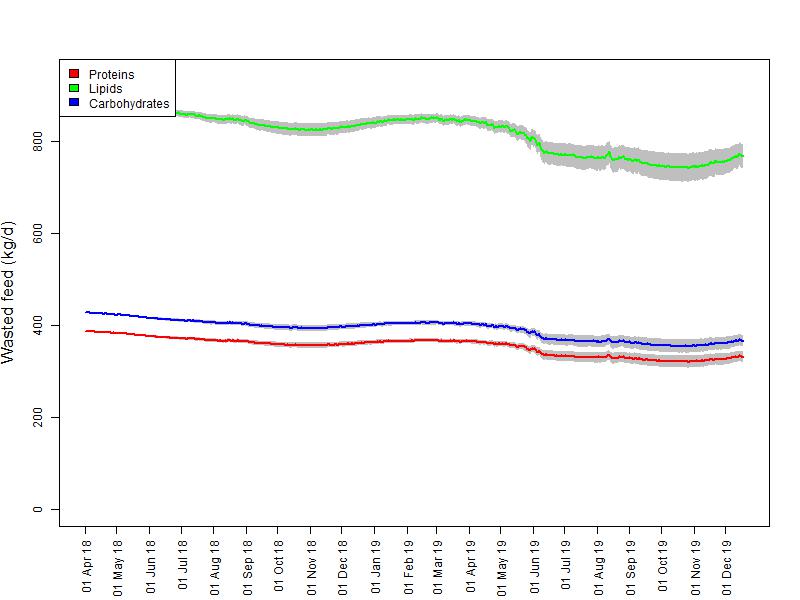 Proteins
Lipids
Carbohydrates
Wasted feed (kg/d)
800
600
400
200
0
01 Apr 18
01 May 18
01 Jun 18
01 Jul 18
01 Aug 18
01 Sep 18
01 Oct 18
01 Nov 18
01 Dec 18
01 Jan 19
01 Feb 19
01 Mar 19
01 Apr 19
01 May 19
01 Jun 19
01 Jul 19
01 Aug 19
01 Sep 19
01 Oct 19
01 Nov 19
01 Dec 19